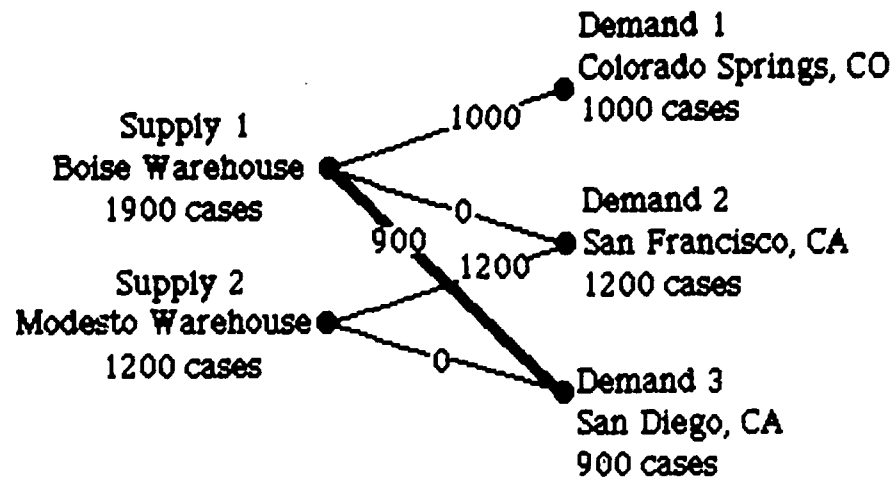 Supply 1
Boise Warehouse
1900 cases
Supply 2
Modesto Warehouse
1200 cases
1000
0
900
1200
0
Demand 1
Colorado Springs, CO
1000 cases
Demand 2
San Francisco, CA
1200 cases
Demand 3
San Diego, CA
900 cases